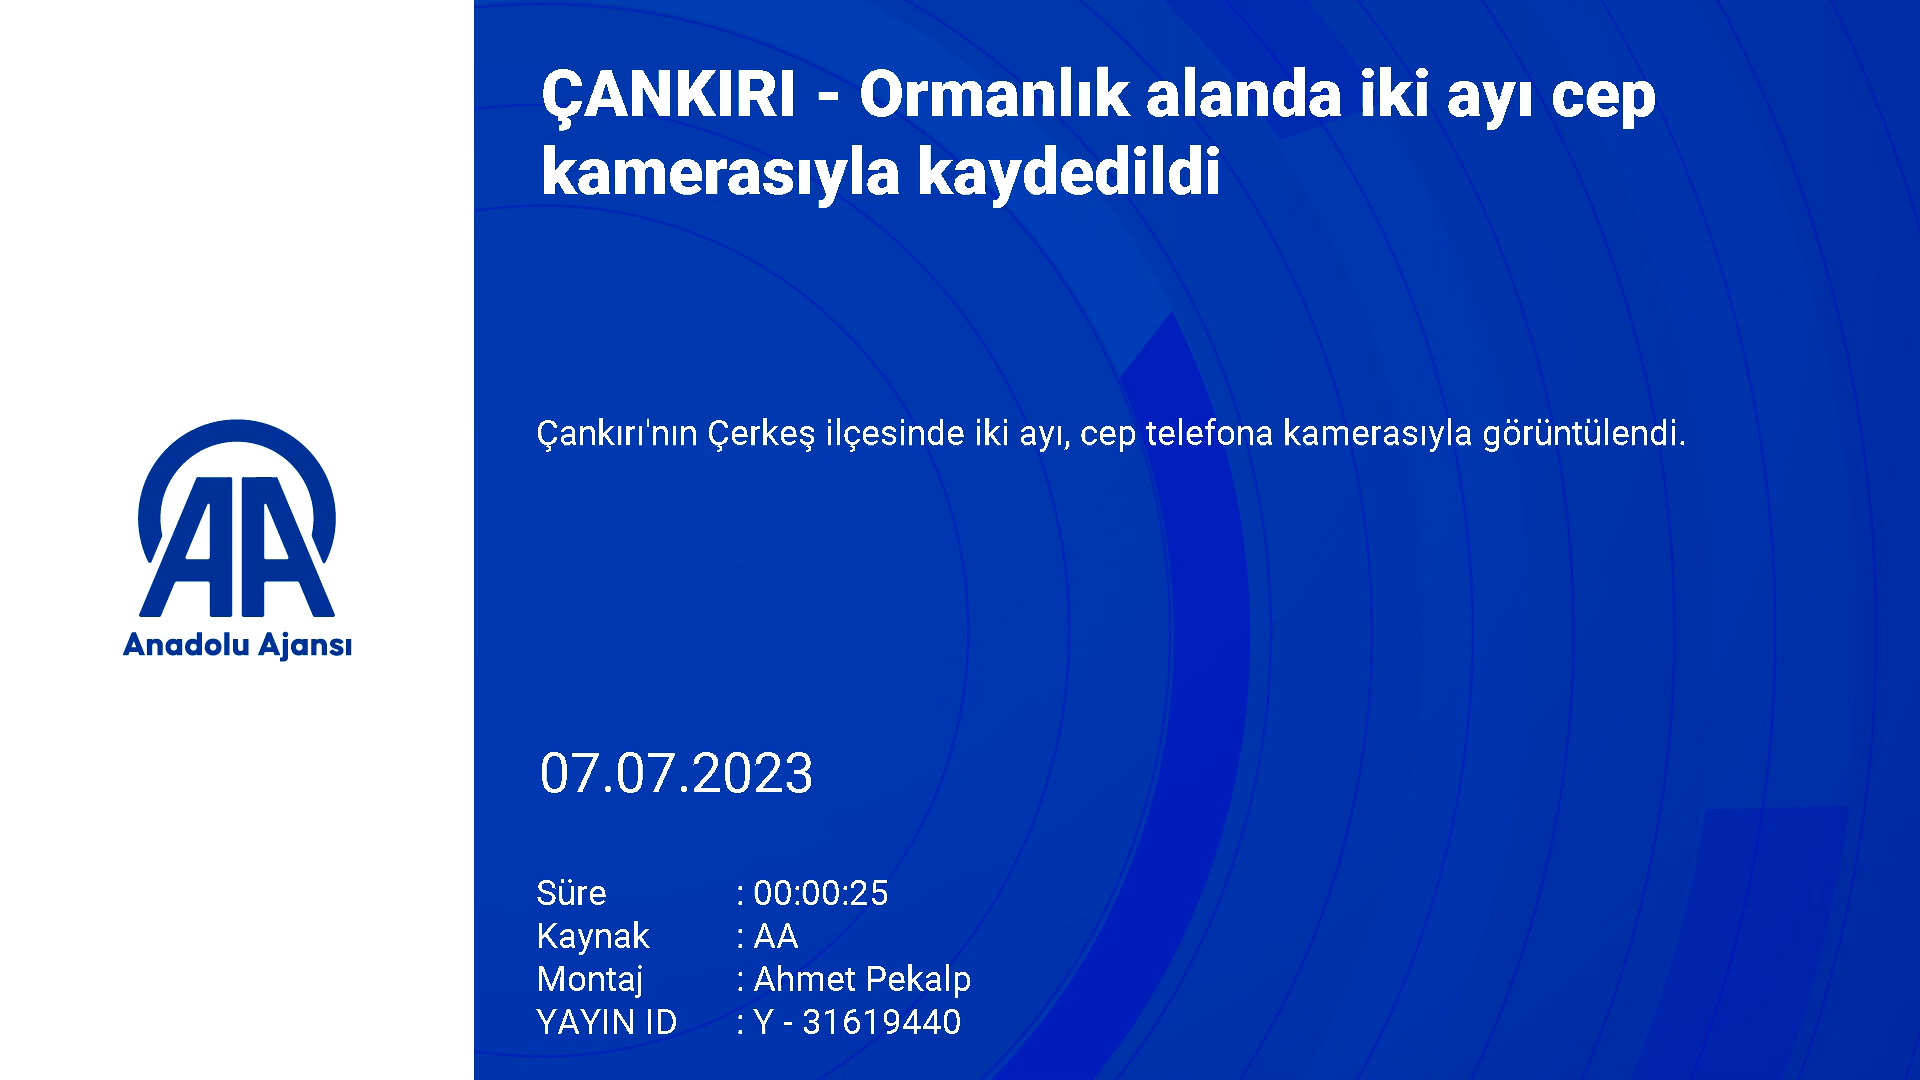 ÇANKIRI - Ormanlık alanda iki ayı cep
kamerasıyla kaydedildi
Çankırı'nın Çerkeş ilçesinde iki ayı, cep telefona kamerasıyla görüntülendi.
AA
Anadolu Ajansı
07.07.2023
Süre : 00:00:25
Kaynak : AA
Montaj : Ahmet Pekalp
YAYIN ID : Y - 31619440